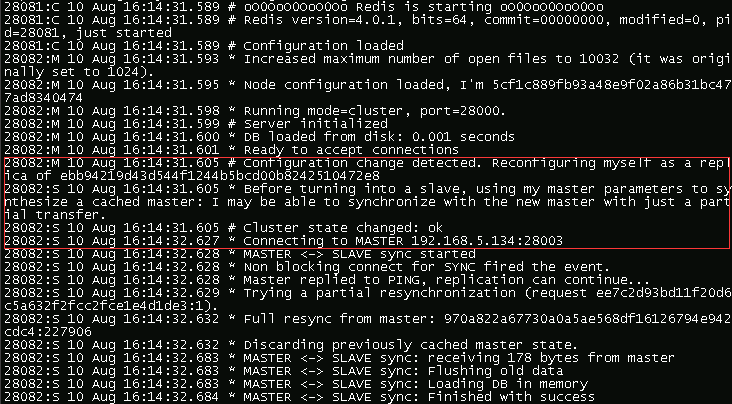 28081:C 10 Aug 16:14:31.589 # oO0OoO0OoO0Oo Redis is starting oO0OoO0OoO0Oo
28081:C 10 Aug 16:14:31.589 # Redis version=4.0.1, bits=64, commit=00000000, modified=0, pi
d=28081, just started
28081:C 10 Aug 16:14:31.589 # Configuration loaded
28082:M 10 Aug 16:14:31.593 * Increased maximum number of open files to 10032 (it was origi
nally set to 1024).
28082:M 10 Aug 16:14:31.595 * Node configuration loaded, I'm 5cf1c889fb93a48e9f02a86b31bc47
7ad8340474
28082:M 10 Aug 16:14:31.598 * Running mode=cluster, port=28000.
28082:M 10 Aug 16:14:31.599 # Server initialized
28082:M 10 Aug 16:14:31.600 * DB loaded from disk: 0.001 seconds
28082:M 10 Aug 16:14:31.601 * Ready to accept connections
28082:M 10 Aug 16:14:31.605 # Configuration change detected. Reconfiguring myself as a repl
ica of ebb94219d43d544f1244b5bcd00b8242510472e8
28082:S 10 Aug 16:14:31.605 * Before turning into a slave, using my master parameters to sy
nthesize a cached master: I may be able to synchronize with the new master with just a part
ial transfer.
28082:S 10 Aug 16:14:31.605 # Cluster state changed: ok
28082:S 10 Aug 16:14:32.627 * Connecting to MASTER 192.168.5.134:28003
28082:S 10 Aug 16:14:32.628 * MASTER <-> SLAVE sync started
28082:S 10 Aug 16:14:32.628 * Non blocking connect for SYNC fired the event.
28082:S 10 Aug 16:14:32.628 * Master replied to PING, replication can continue...
28082:S 10 Aug 16:14:32.629 * Trying a partial resynchronization (request ee7c2d93bd11f20d6
c5a632f2fcc2fce1e4d1de3:1).
28082:S 10 Aug 16:14:32.632 * Full resync from master: 970a822a67730a0a5ae568df16126794e942
cdc4:227906
28082:S 10 Aug 16:14:32.632 * Discarding previously cached master state.
28082:S 10 Aug 16:14:32.683 * MASTER <-> SLAVE sync: receiving 178 bytes from master
28082:S 10 Aug 16:14:32.683 * MASTER <-> SLAVE sync: Flushing old data
28082:S 10 Aug 16:14:32.683 * MASTER <-> SLAVE sync: Loading DB in memory
28082:S 10 Aug 16:14:32.684 * MASTER <-> SLAVE sync: Finished with success